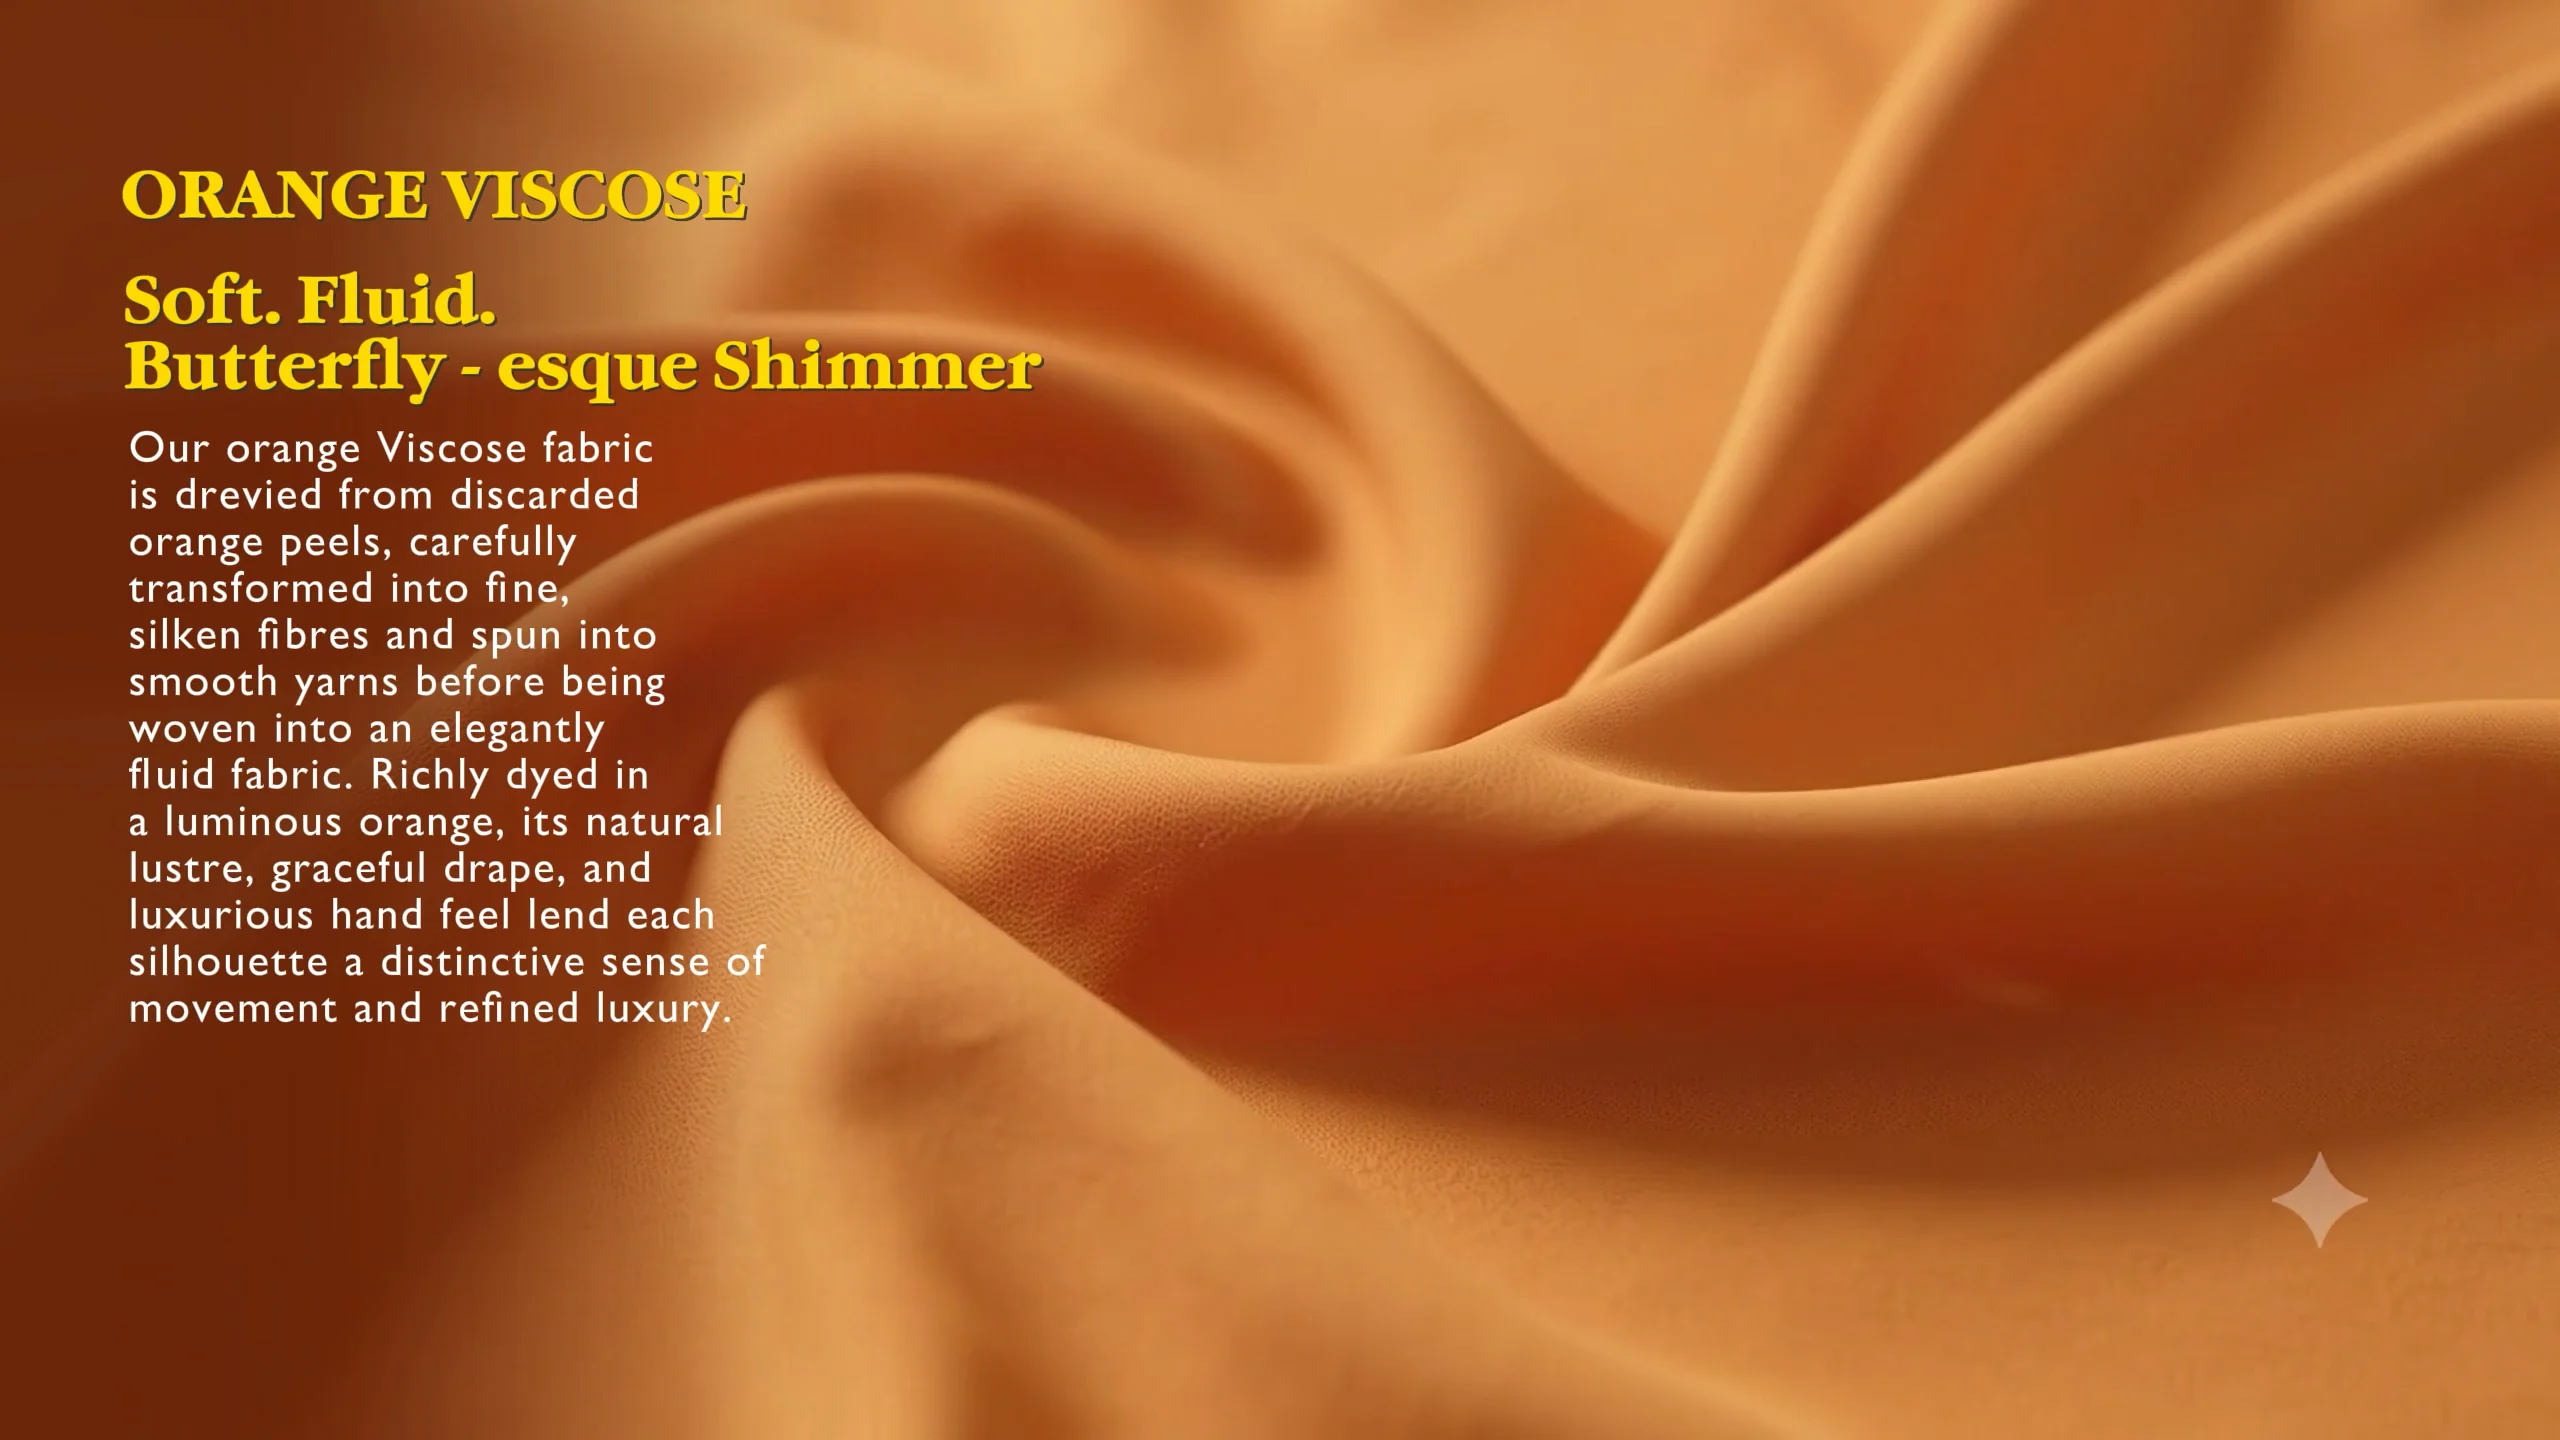 ORANGE VISCOSE
Soft. Fluid.
Butterfly - esque Shimmer
Our orange Viscose fabric
is drevied from discarded
orange peels, carefully
transformed into fine,
silken fibres and spun into
smooth yarns before being
woven into an elegantly
fluid fabric. Richly dyed in
a luminous orange, its natural
lustre, graceful drape, and
luxurious hand feel lend each
silhouette a distinctive sense of
movement and refined luxury.